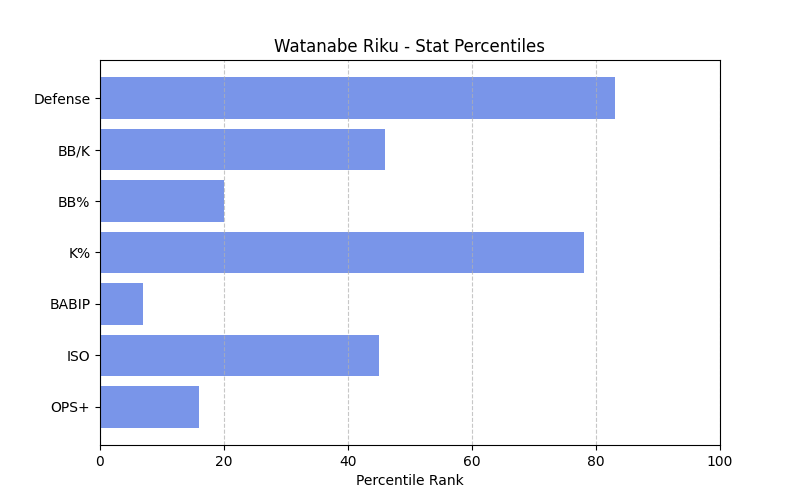 Watanabe Riku - Stat Percentiles
Defense
BB/K
BB%
K%
BABIP
ISO
OPS+
0 20 40 60 80 100
Percentile Rank